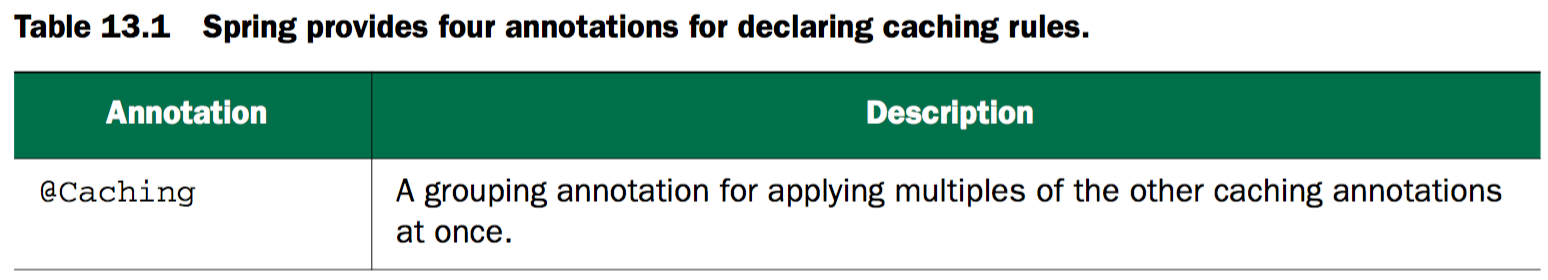 Table 13.1 Spring provides four annotations for declaring caching rules.
Annotation Description
@Caching A grouping annotation for applying multiples of the other caching annotations
at once.